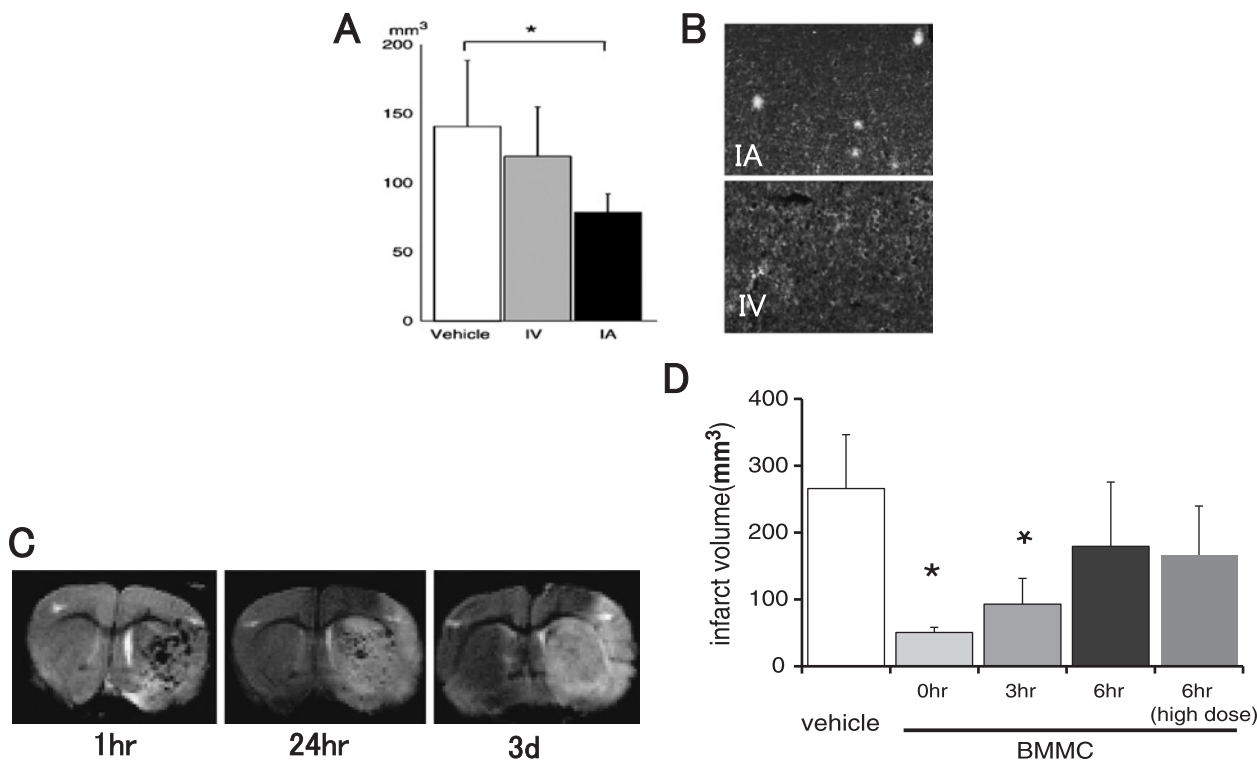 A
mm³
200
150
100
50
0
*
Vehicle IV IA
B
IA
IV
C
1hr 24hr 3d
D
infarct volume(mm³)
400
300
200
100
0
* *
0hr 3hr 6hr 6hr
(high dose)
vehicle
BMMC